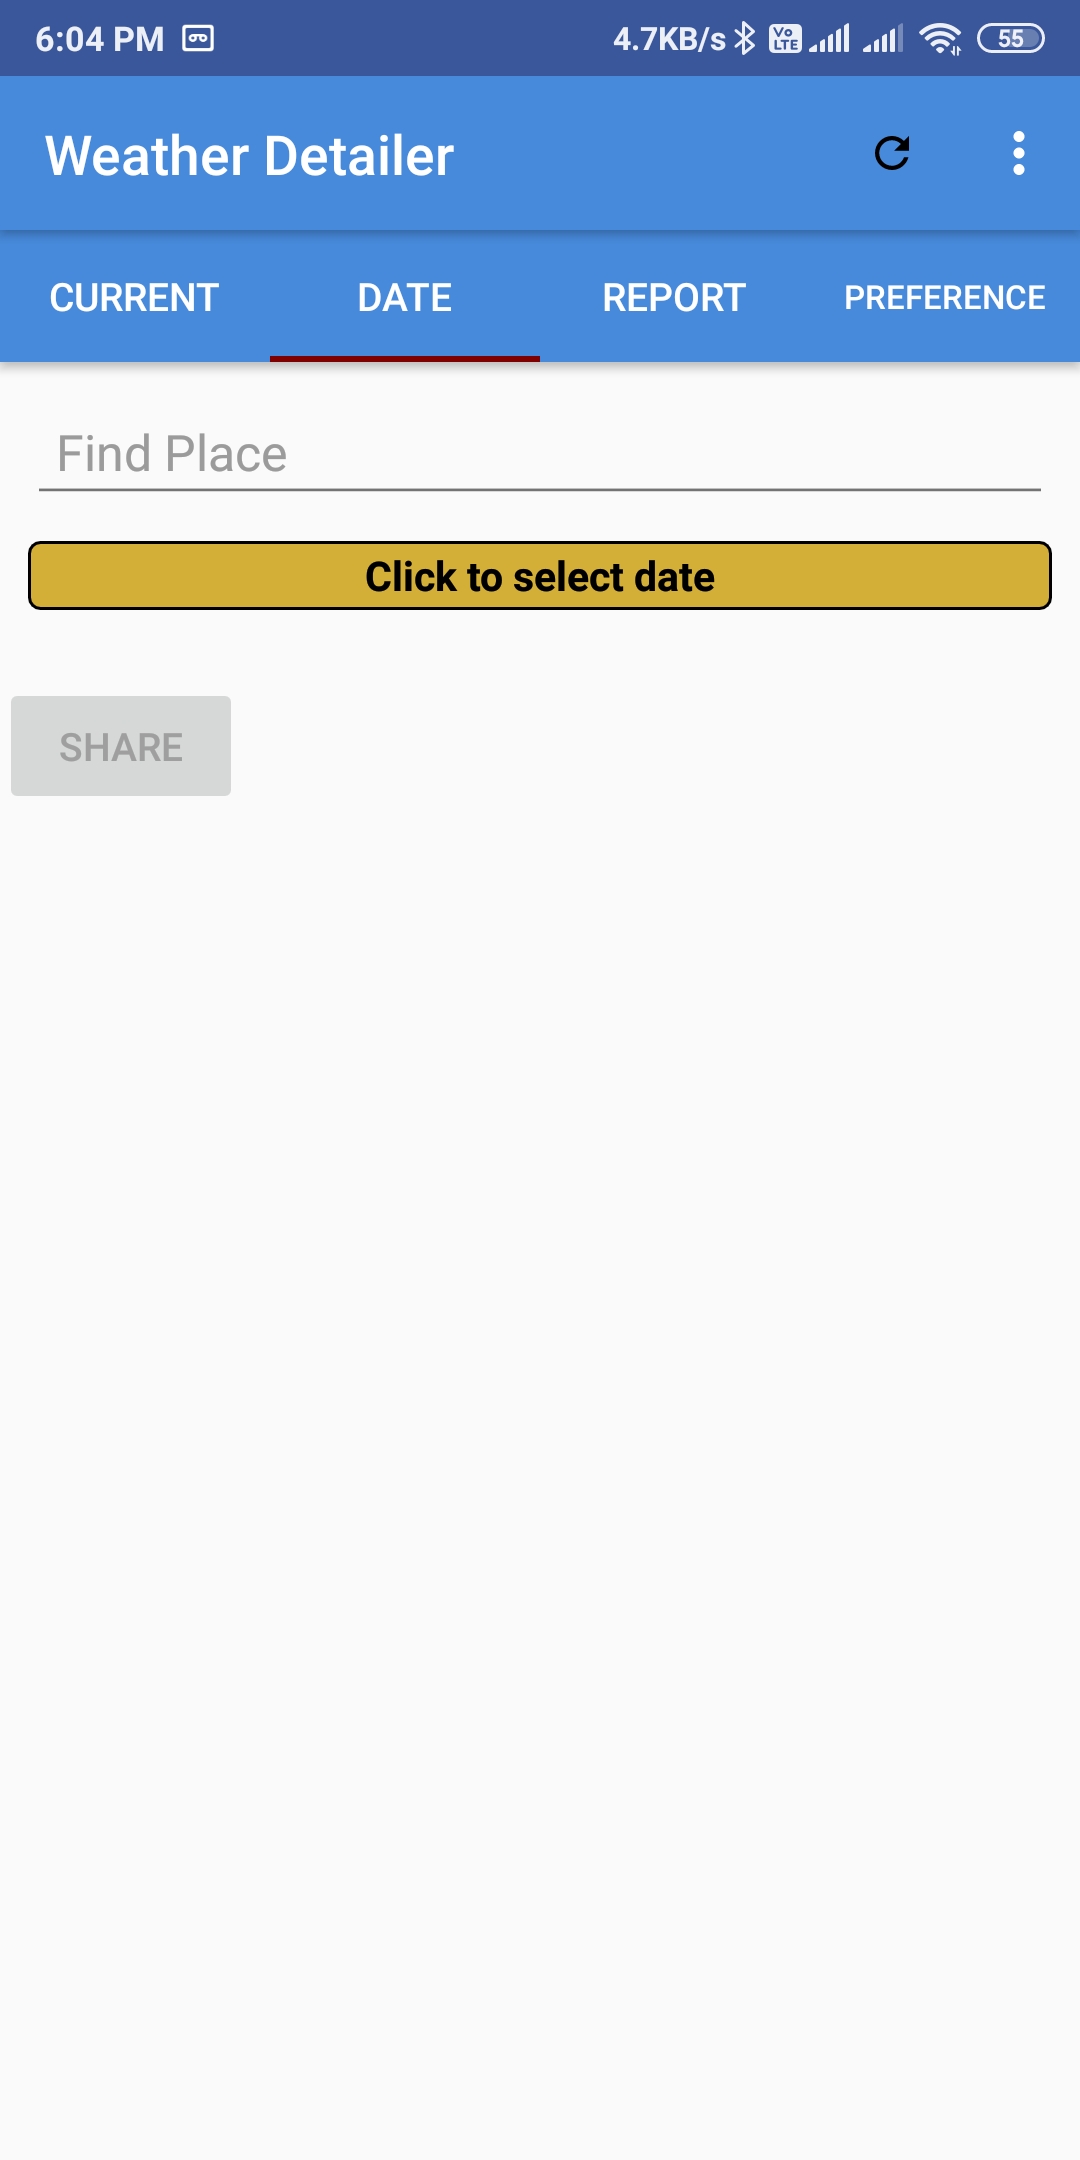 6:04 PM 4.7KB/s Vo LTE 55
Weather Detailer
CURRENT DATE REPORT PREFERENCE
Find Place
Click to select date
SHARE